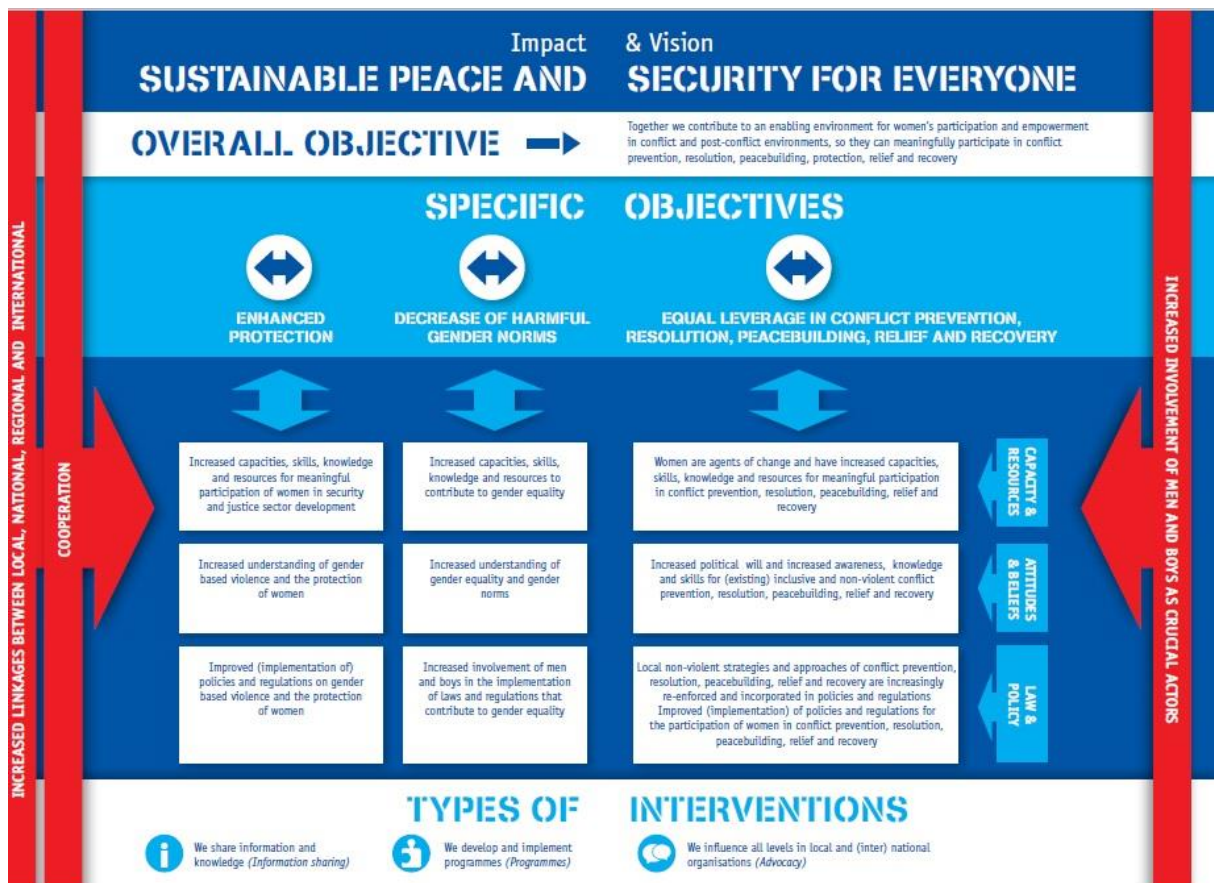 Impact & Vision
SUSTAINABLE PEACE AND SECURITY FOR EVERYONE
OVERALL OBJECTIVE
Together we contribute to an enabling environment for women's participation and empowerment
in conflict and post-conflict environments, so they can meaningfully participate in conflict
prevention, resolution, peacebuilding, protection, relief and recovery
SPECIFIC OBJECTIVES
ENHANCED
PROTECTION
DECREASE OF HARMFUL
GENDER NORMS
EQUAL LEVERAGE IN CONFLICT PREVENTION,
RESOLUTION, PEACEBUILDING, RELIEF AND RECOVERY
INCREASED LINKAGES BETWEEN LOCAL, NATIONAL, REGIONAL AND INTERNATIONAL
COOPERATION
Increased capacities, skills, knowledge
and resources for meaningful
participation of women in security
and justice sector development
Increased capacities, skills,
knowledge and resources to
contribute to gender equality
Women are agents of change and have increased capacities,
skills, knowledge and resources for meaningful participation
in conflict prevention, resolution, peacebuilding, relief and
recovery
CAPACITY &
RESOURCES
Increased understanding of gender
based violence and the protection
of women
Increased understanding of
gender equality and gender
norms
Increased political will and increased awareness, knowledge
and skills for (existing) inclusive and non-violent conflict
prevention, resolution, peacebuilding, relief and recovery
ATTITUDES
& BELIEFS
Improved (implementation of)
policies and regulations on gender
based violence and the protection
of women
Increased involvement of men
and boys in the implementation
of laws and regulations that
contribute to gender equality
Local non-violent strategies and approaches of conflict prevention,
resolution, peacebuilding, relief and recovery are increasingly
re-enforced and incorporated in policies and regulations
Improved (implementation) of policies and regulations for
the participation of women in conflict prevention, resolution,
peacebuilding, relief and recovery
LAW &
POLICY
INCREASED INVOLVEMENT OF MEN AND BOYS AS CRUCIAL ACTORS
TYPES OF INTERVENTIONS
We share information and
knowledge (Information sharing)
We develop and implement
programmes (Programmes)
We influence all levels in local and (inter) national
organisations (Advocacy)